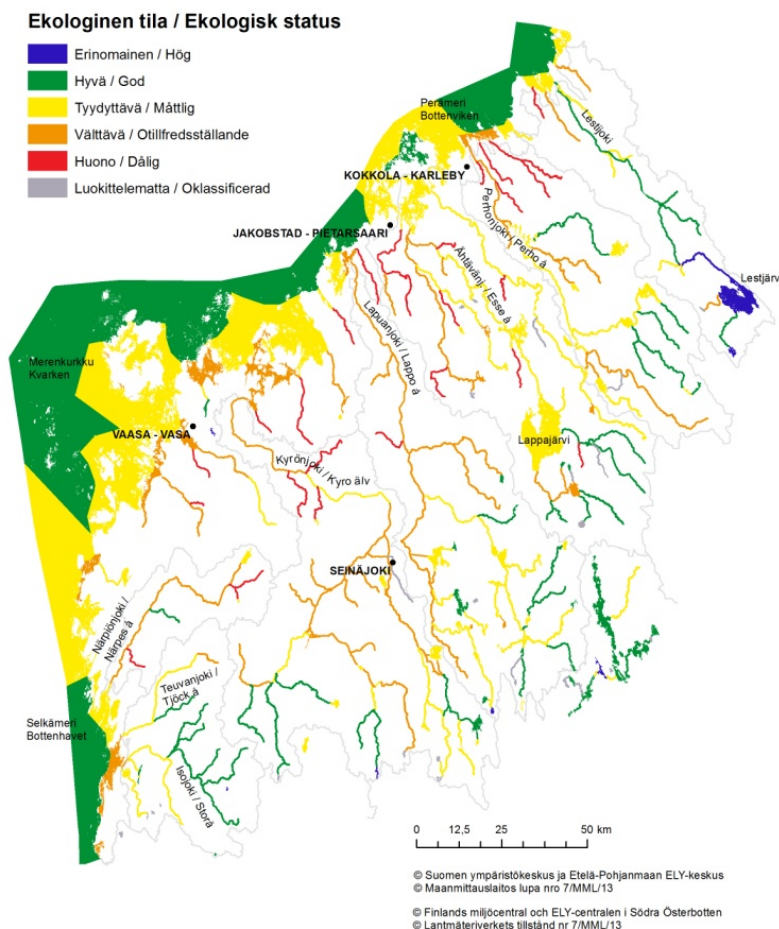 Ekologinen tila / Ekologisk status
Erinomainen / Hög
Hyvä / God
Tyydyttävä / Måttlig
Välttävä / Otillfredsställande
Huono / Dålig
Luokittelematta / Oklassificerad
Perämeri
Bottenviken
Lestijoki
KOKKOLA - KARLEBY
Perhonjoki / Perho å
JAKOBSTAD - PIETARSAARI
Ähtävänj. / Esse å
Lestjärvi
Lapuanjoki / Lappo å
Merenkurkku
Kvarken
VAASA - VASA
Lappajärvi
Kyrönjoki / Kyro älv
SEINÄJOKI
Närpiönjoki /
Närpes å
Teuvanjoki /
Tjöck å
Selkämeri
Bottenhavet
Isojoki / Storå
0 12,5 25 50 km
© Suomen ympäristökeskus ja Etelä-Pohjanmaan ELY-keskus
© Maanmittauslaitos lupa nro 7/MML/13
© Finlands miljöcentral och ELY-centralen i Södra Österbotten
© Lantmäteriverkets tillstånd nr 7/MML/13